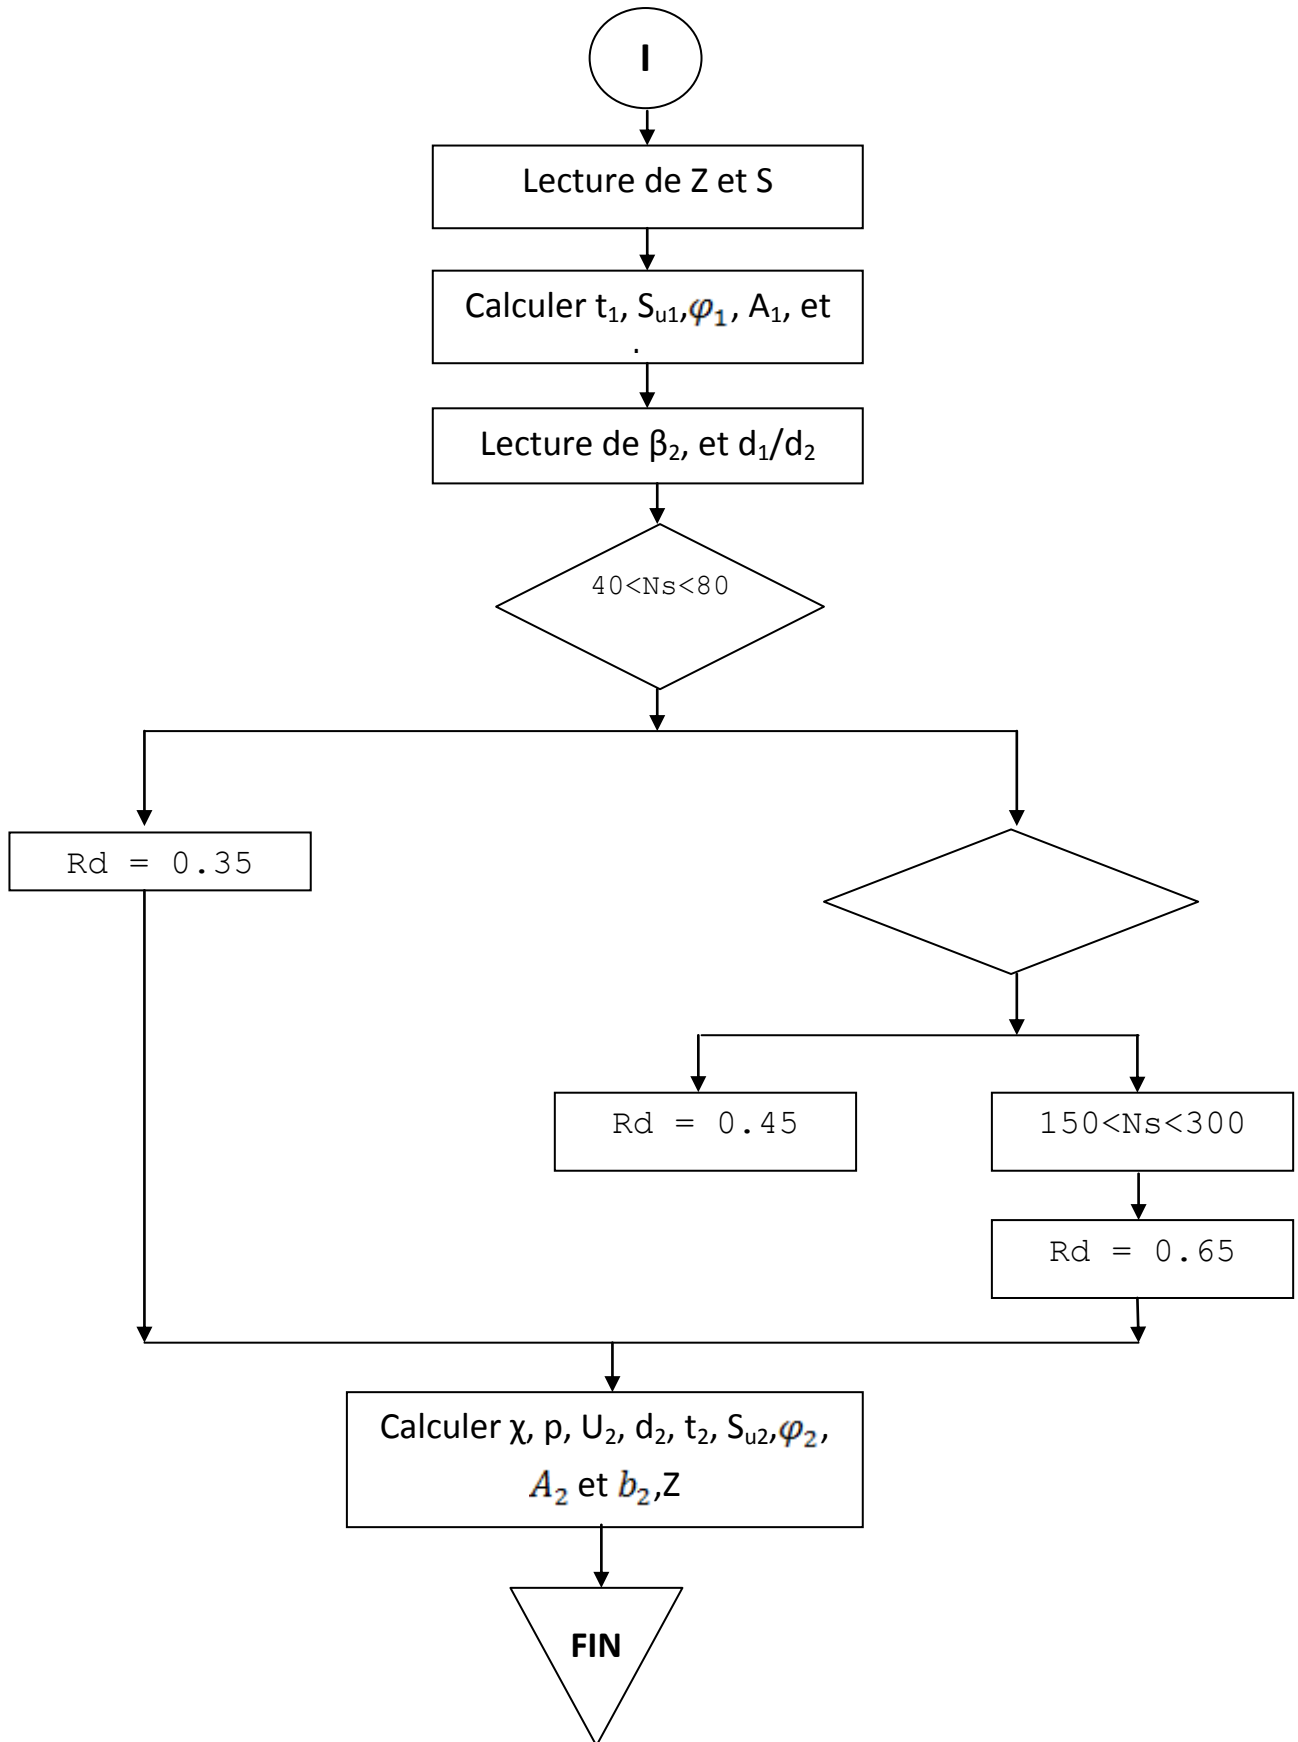 I
Lecture de Z et S
Calculer t₁, Sᵤ₁,φ₁, A₁, et
.
Lecture de β₂, et d₁/d₂
40<Ns<80
Rd = 0.35
Rd = 0.45
150<Ns<300
Rd = 0.65
Calculer χ, p, U₂, d₂, t₂, Sᵤ₂,φ₂,
A₂ et b₂,Z
FIN